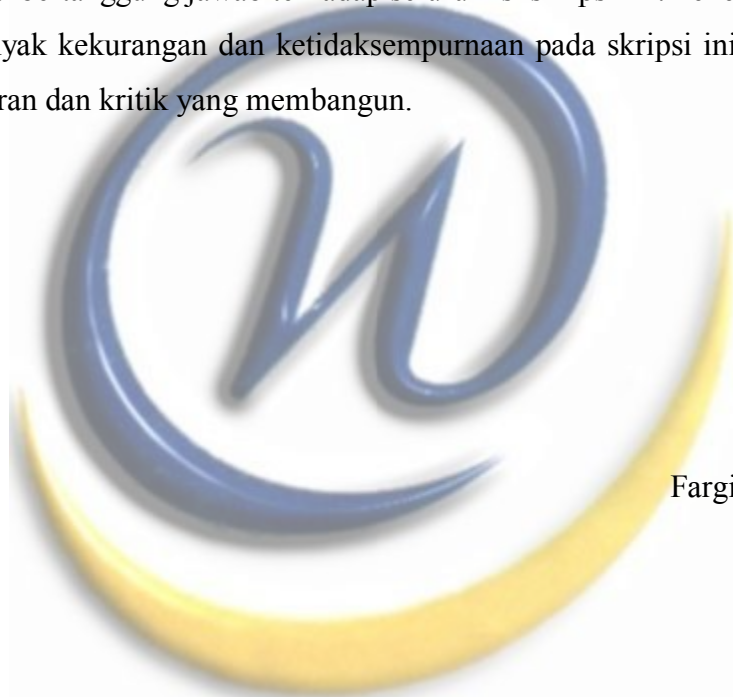 yak kekurangan dan ketidaksempurnaan pada skripsi ini
ran dan kritik yang membangun.
Fargi